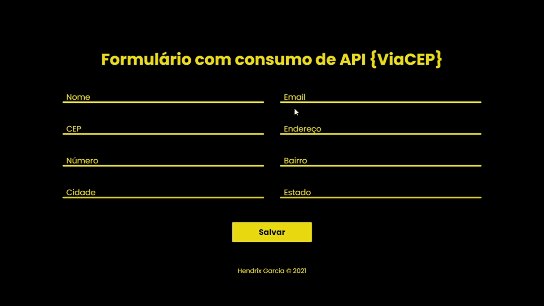 Formulário com consumo de API {ViaCEP}
Nome
Email
CEP
Endereço
Número
Bairro
Cidade
Estado
Salvar
Hendrix Garcia © 2021